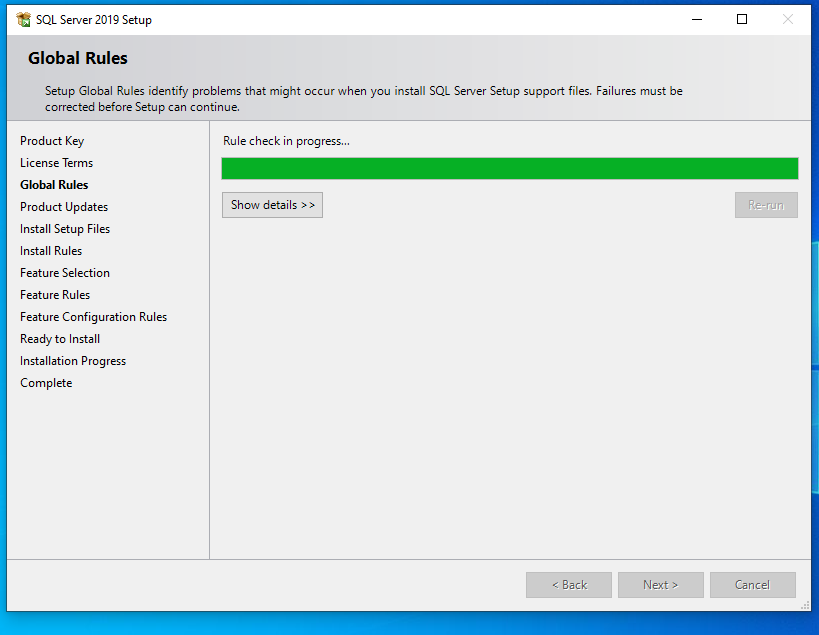 SQL Server 2019 Setup
Global Rules
Setup Global Rules identify problems that might occur when you install SQL Server Setup support files. Failures must be
corrected before Setup can continue.
Product Key
License Terms
Global Rules
Product Updates
Install Setup Files
Install Rules
Feature Selection
Feature Rules
Feature Configuration Rules
Ready to Install
Installation Progress
Complete
Rule check in progress...
Show details >>
Re-run
< Back
Next >
Cancel